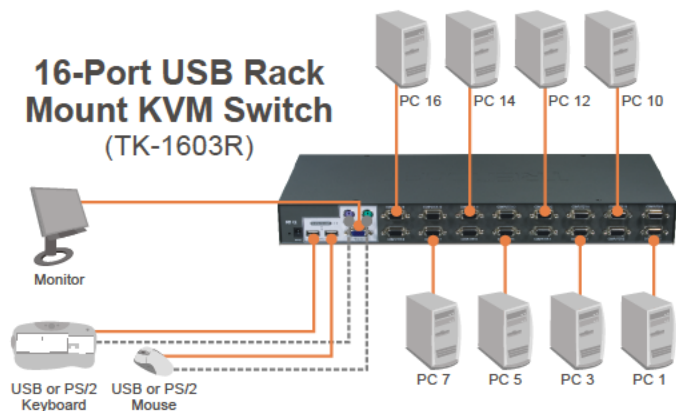 16-Port USB Rack
Mount KVM Switch
(TK-1603R)
PC 16
PC 14
PC 12
PC 10
Monitor
PC 7
PC 5
PC 3
PC 1
USB or PS/2
Keyboard
USB or PS/2
Mouse